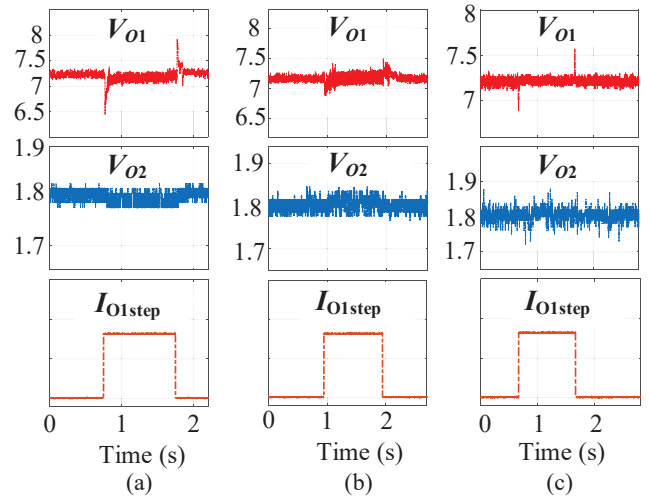 V_O1 V_O1 V_O1
8 8 8
7.5 7.5 7.5
7 7 7
6.5 6.5
1.9 1.9 1.9
V_O2 V_O2 V_O2
1.8 1.8 1.8
1.7 1.7 1.7
I_O1step I_O1step I_O1step
0 1 2 0 1 2 0 1 2
Time (s) Time (s) Time (s)
(a) (b) (c)